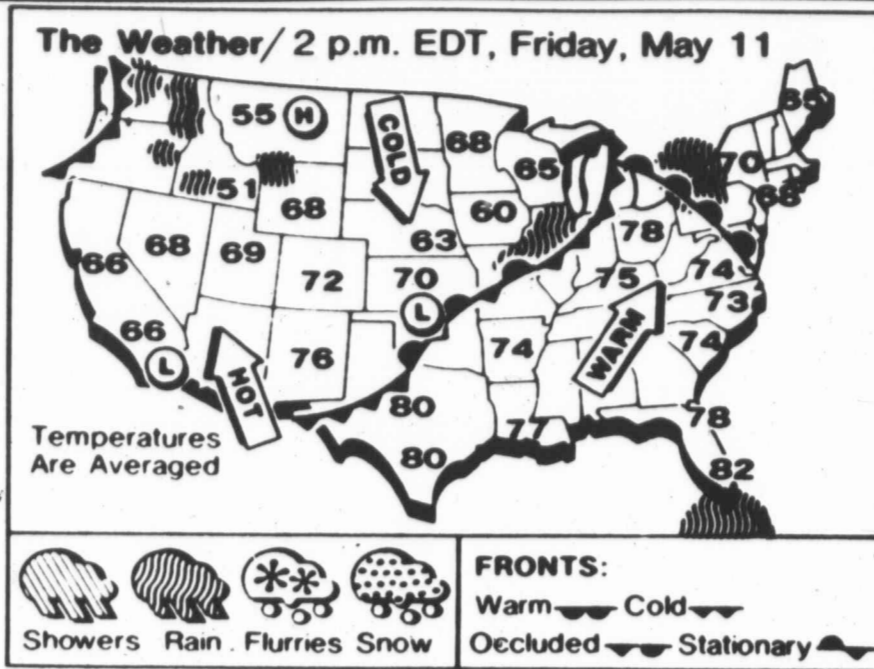 The Weather/ 2 p.m. EDT, Friday, May 11
65
55 H
COLD
68
70
65
68
51
68
60
78
63
66
68
69
72
70
75
74
L
73
66
L
HOT
76
74
WARM
74
80
77
78
80
82
Temperatures
Are Averaged
Showers Rain Flurries Snow
FRONTS:
Warm Cold
Occluded Stationary